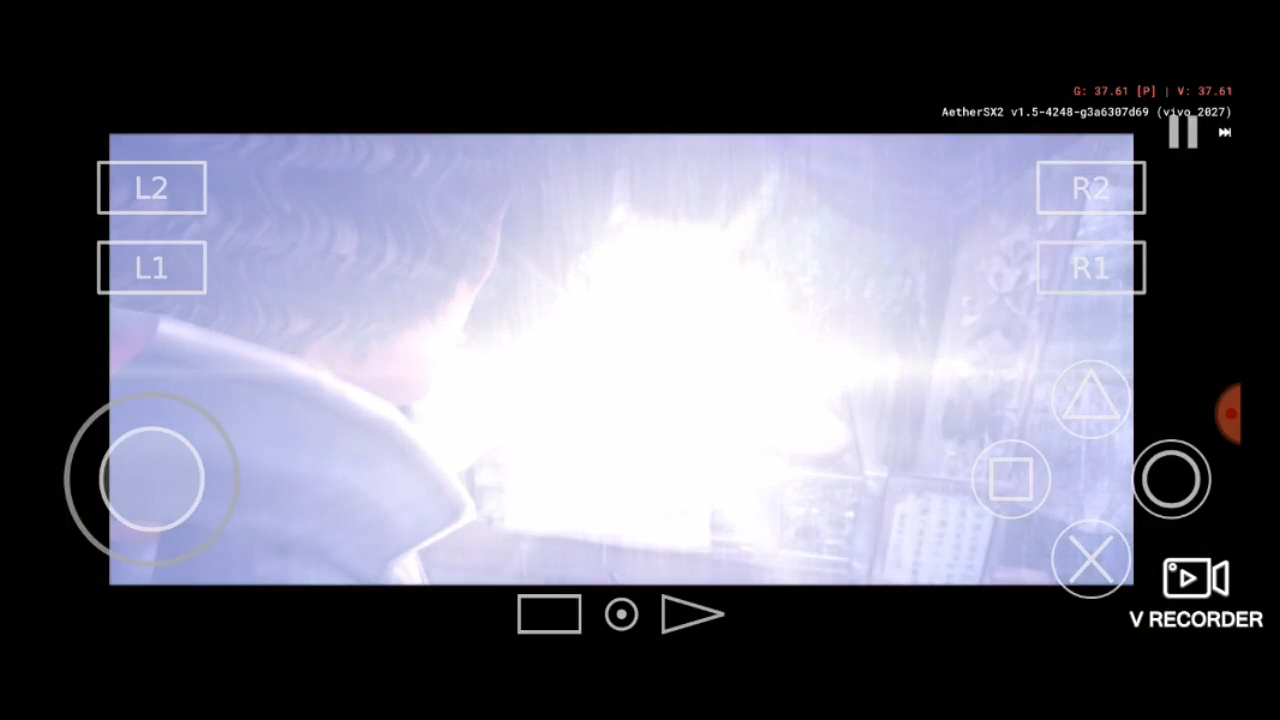 G: 37.61 [P] | V: 37.61
AetherSX2 v1.5-4248-g3a6307d69 (vivo 2027)
L2
R2
L1
R1
V RECORDER